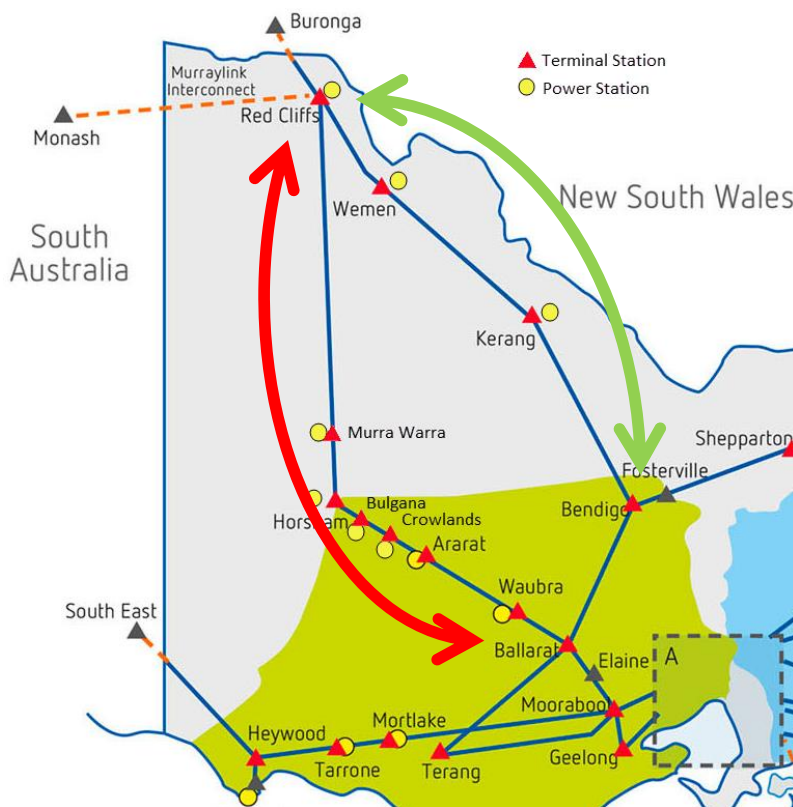 Buronga
Terminal Station
Power Station
Murraylink
Interconnect
Monash
Red Cliffs
Wemen
New South Wales
South
Australia
Kerang
Murra Warra
Shepparton
Fosterville
Bendigo
Horsham
Bulgana
Crowlands
Ararat
Waubra
South East
Ballarat
Elaine
A
Moorabool
Mortlake
Heywood
Tarrone
Terang
Geelong